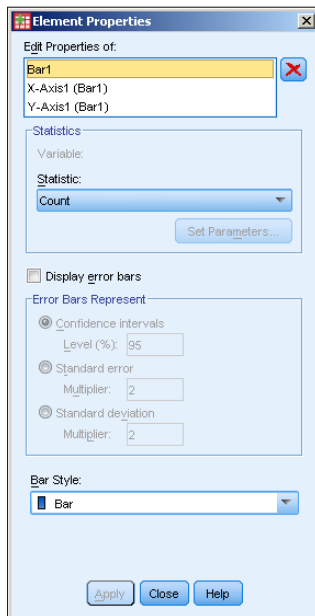 Element Properties
Edit Properties of:
Bar1
X-Axis1 (Bar1)
Y-Axis1 (Bar1)
Statistics
Variable:
Statistic:
Count
Set Parameters...
Display error bars
Error Bars Represent
Confidence intervals
Level (%): 95
Standard error
Multiplier: 2
Standard deviation
Multiplier: 2
Bar Style:
Bar
Apply Close Help